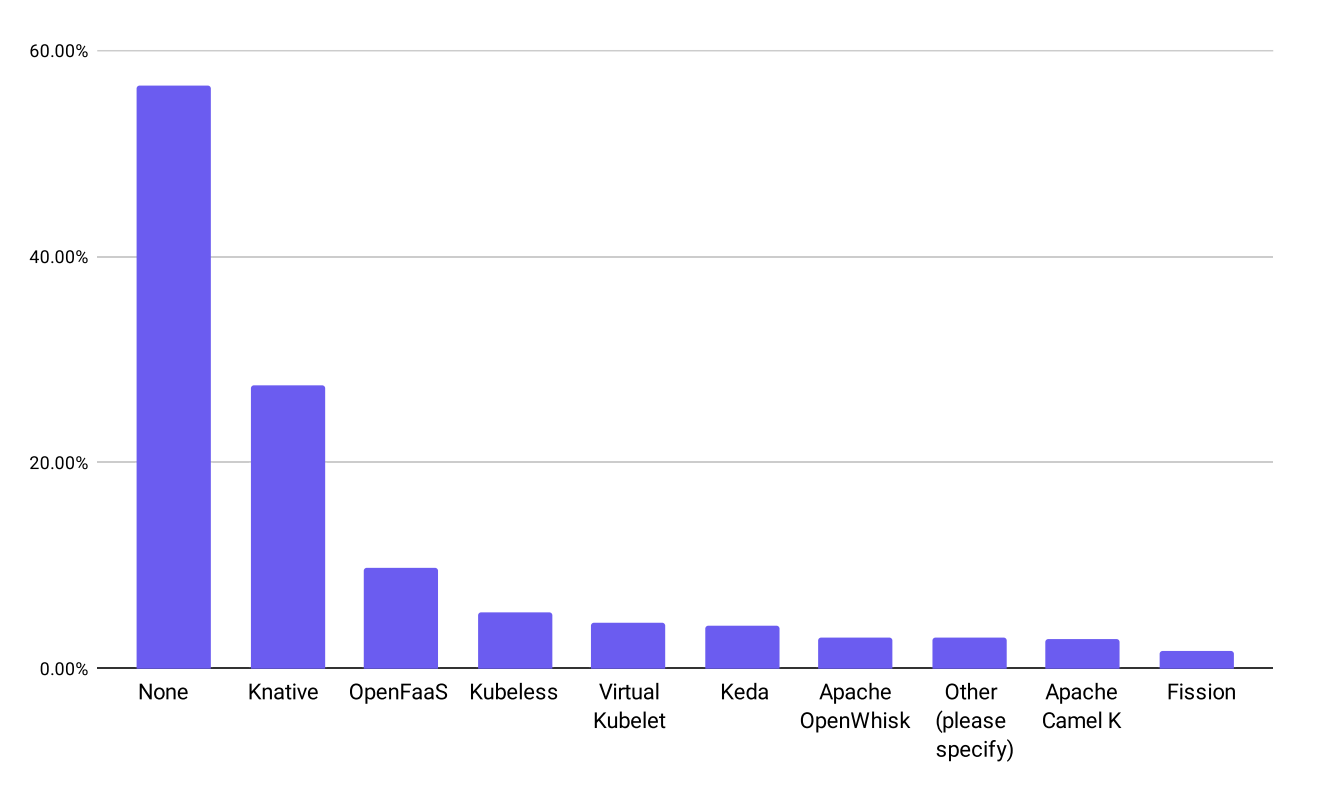 60.00%
40.00%
20.00%
0.00%
None
Knative
OpenFaaS
Kubeless
Virtual
Kubelet
Keda
Apache
OpenWhisk
Other
(please
specify)
Apache
Camel K
Fission